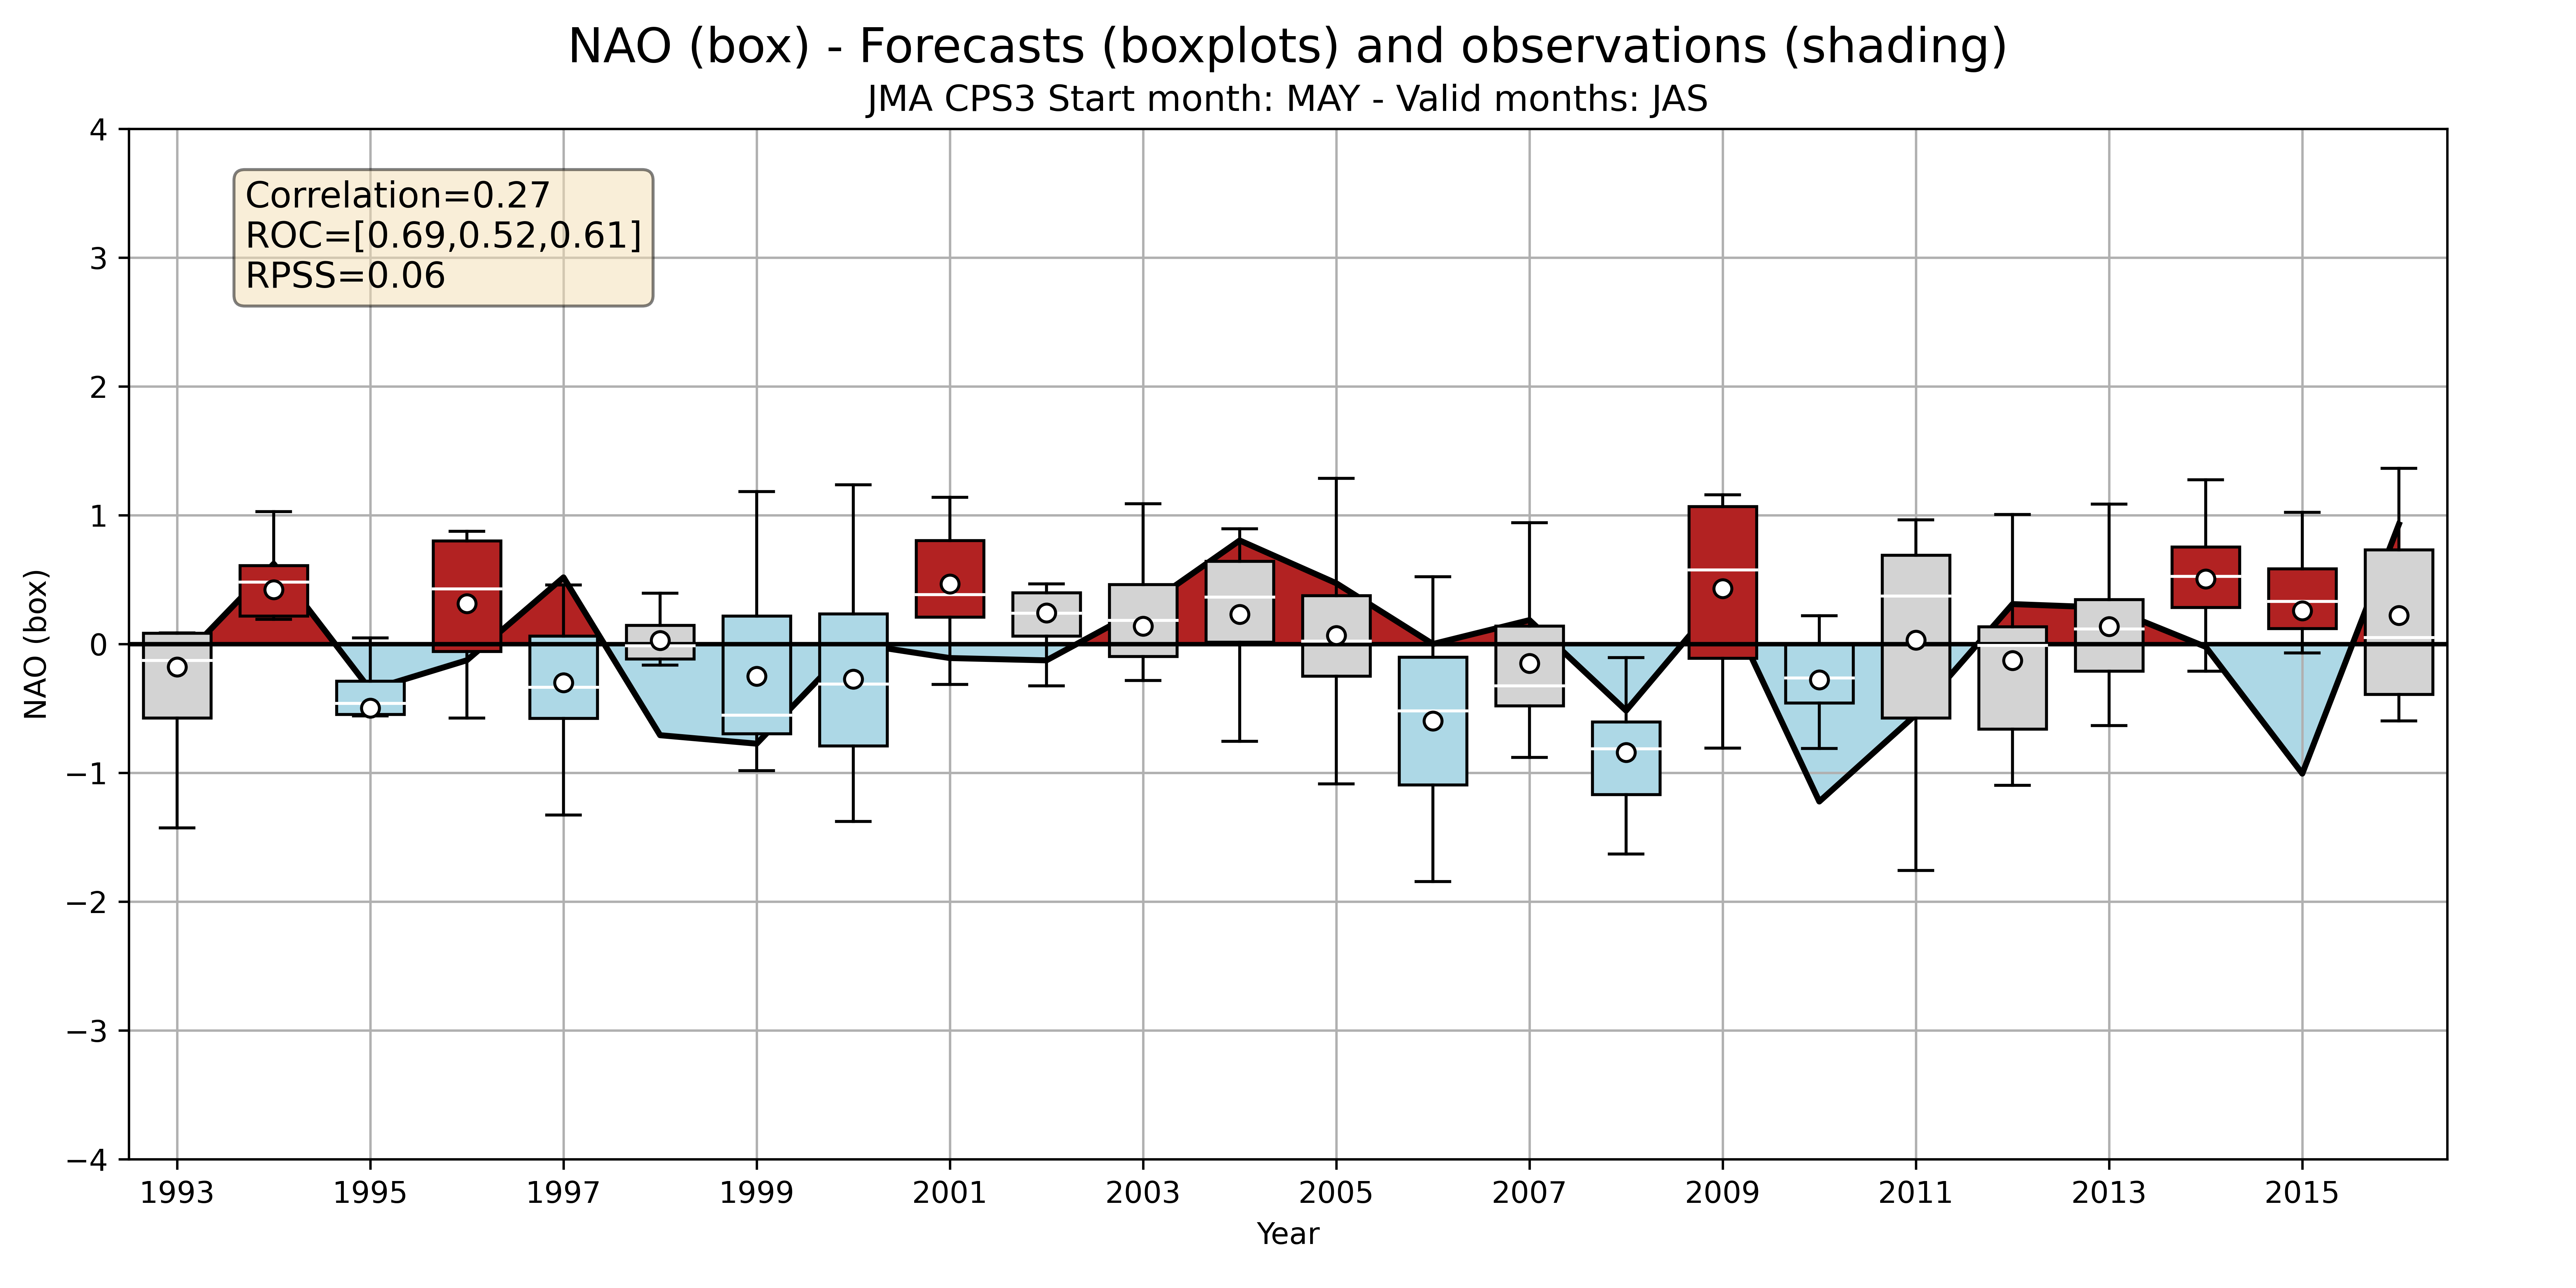 NAO (box) - Forecasts (boxplots) and observations (shading)
JMA CPS3 Start month: MAY - Valid months: JAS
Correlation=0.27
ROC=[0.69,0.52,0.61]
RPSS=0.06
NAO (box)
4
3
2
1
0
−1
−2
−3
−4
1993 1995 1997 1999 2001 2003 2005 2007 2009 2011 2013 2015
Year